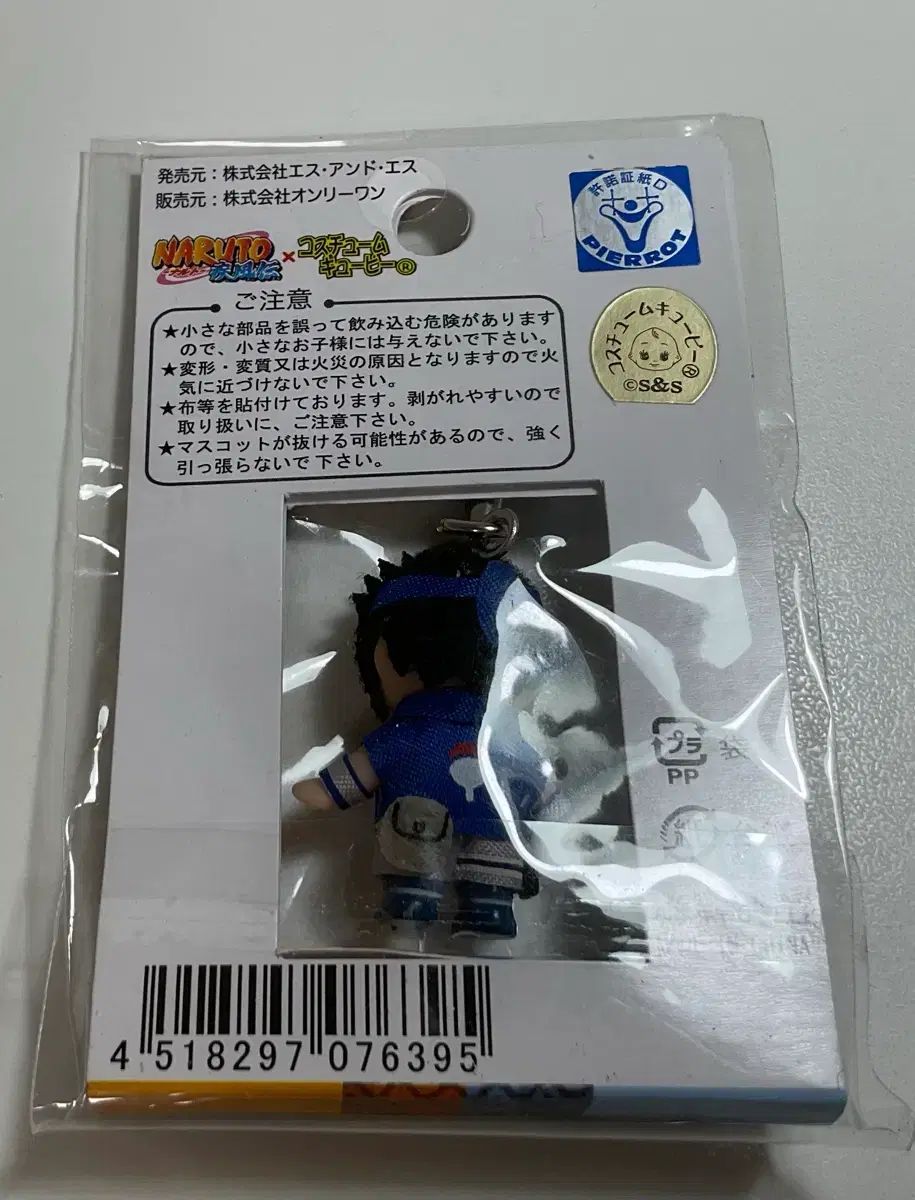 発売元：株式会社エス・アンド・エス
販売元：株式会社オンリーワン
許諾証紙D
PIERROT
NARUTO
疾風伝
×
コスチューム
キューピー®
コスチュームキューピー®
©S&S
ご注意
★小さな部品を誤って飲み込む危険があります
ので、小さなお子様には与えないで下さい。
★変形・変質又は火災の原因となりますので火
気に近づけないで下さい。
★布等を貼付けております。剥がれやすいので
取り扱いに、ご注意下さい。
★マスコットが抜ける可能性があるので、強く
引っ張らないで下さい。
プラ
PP
4 518297 076395